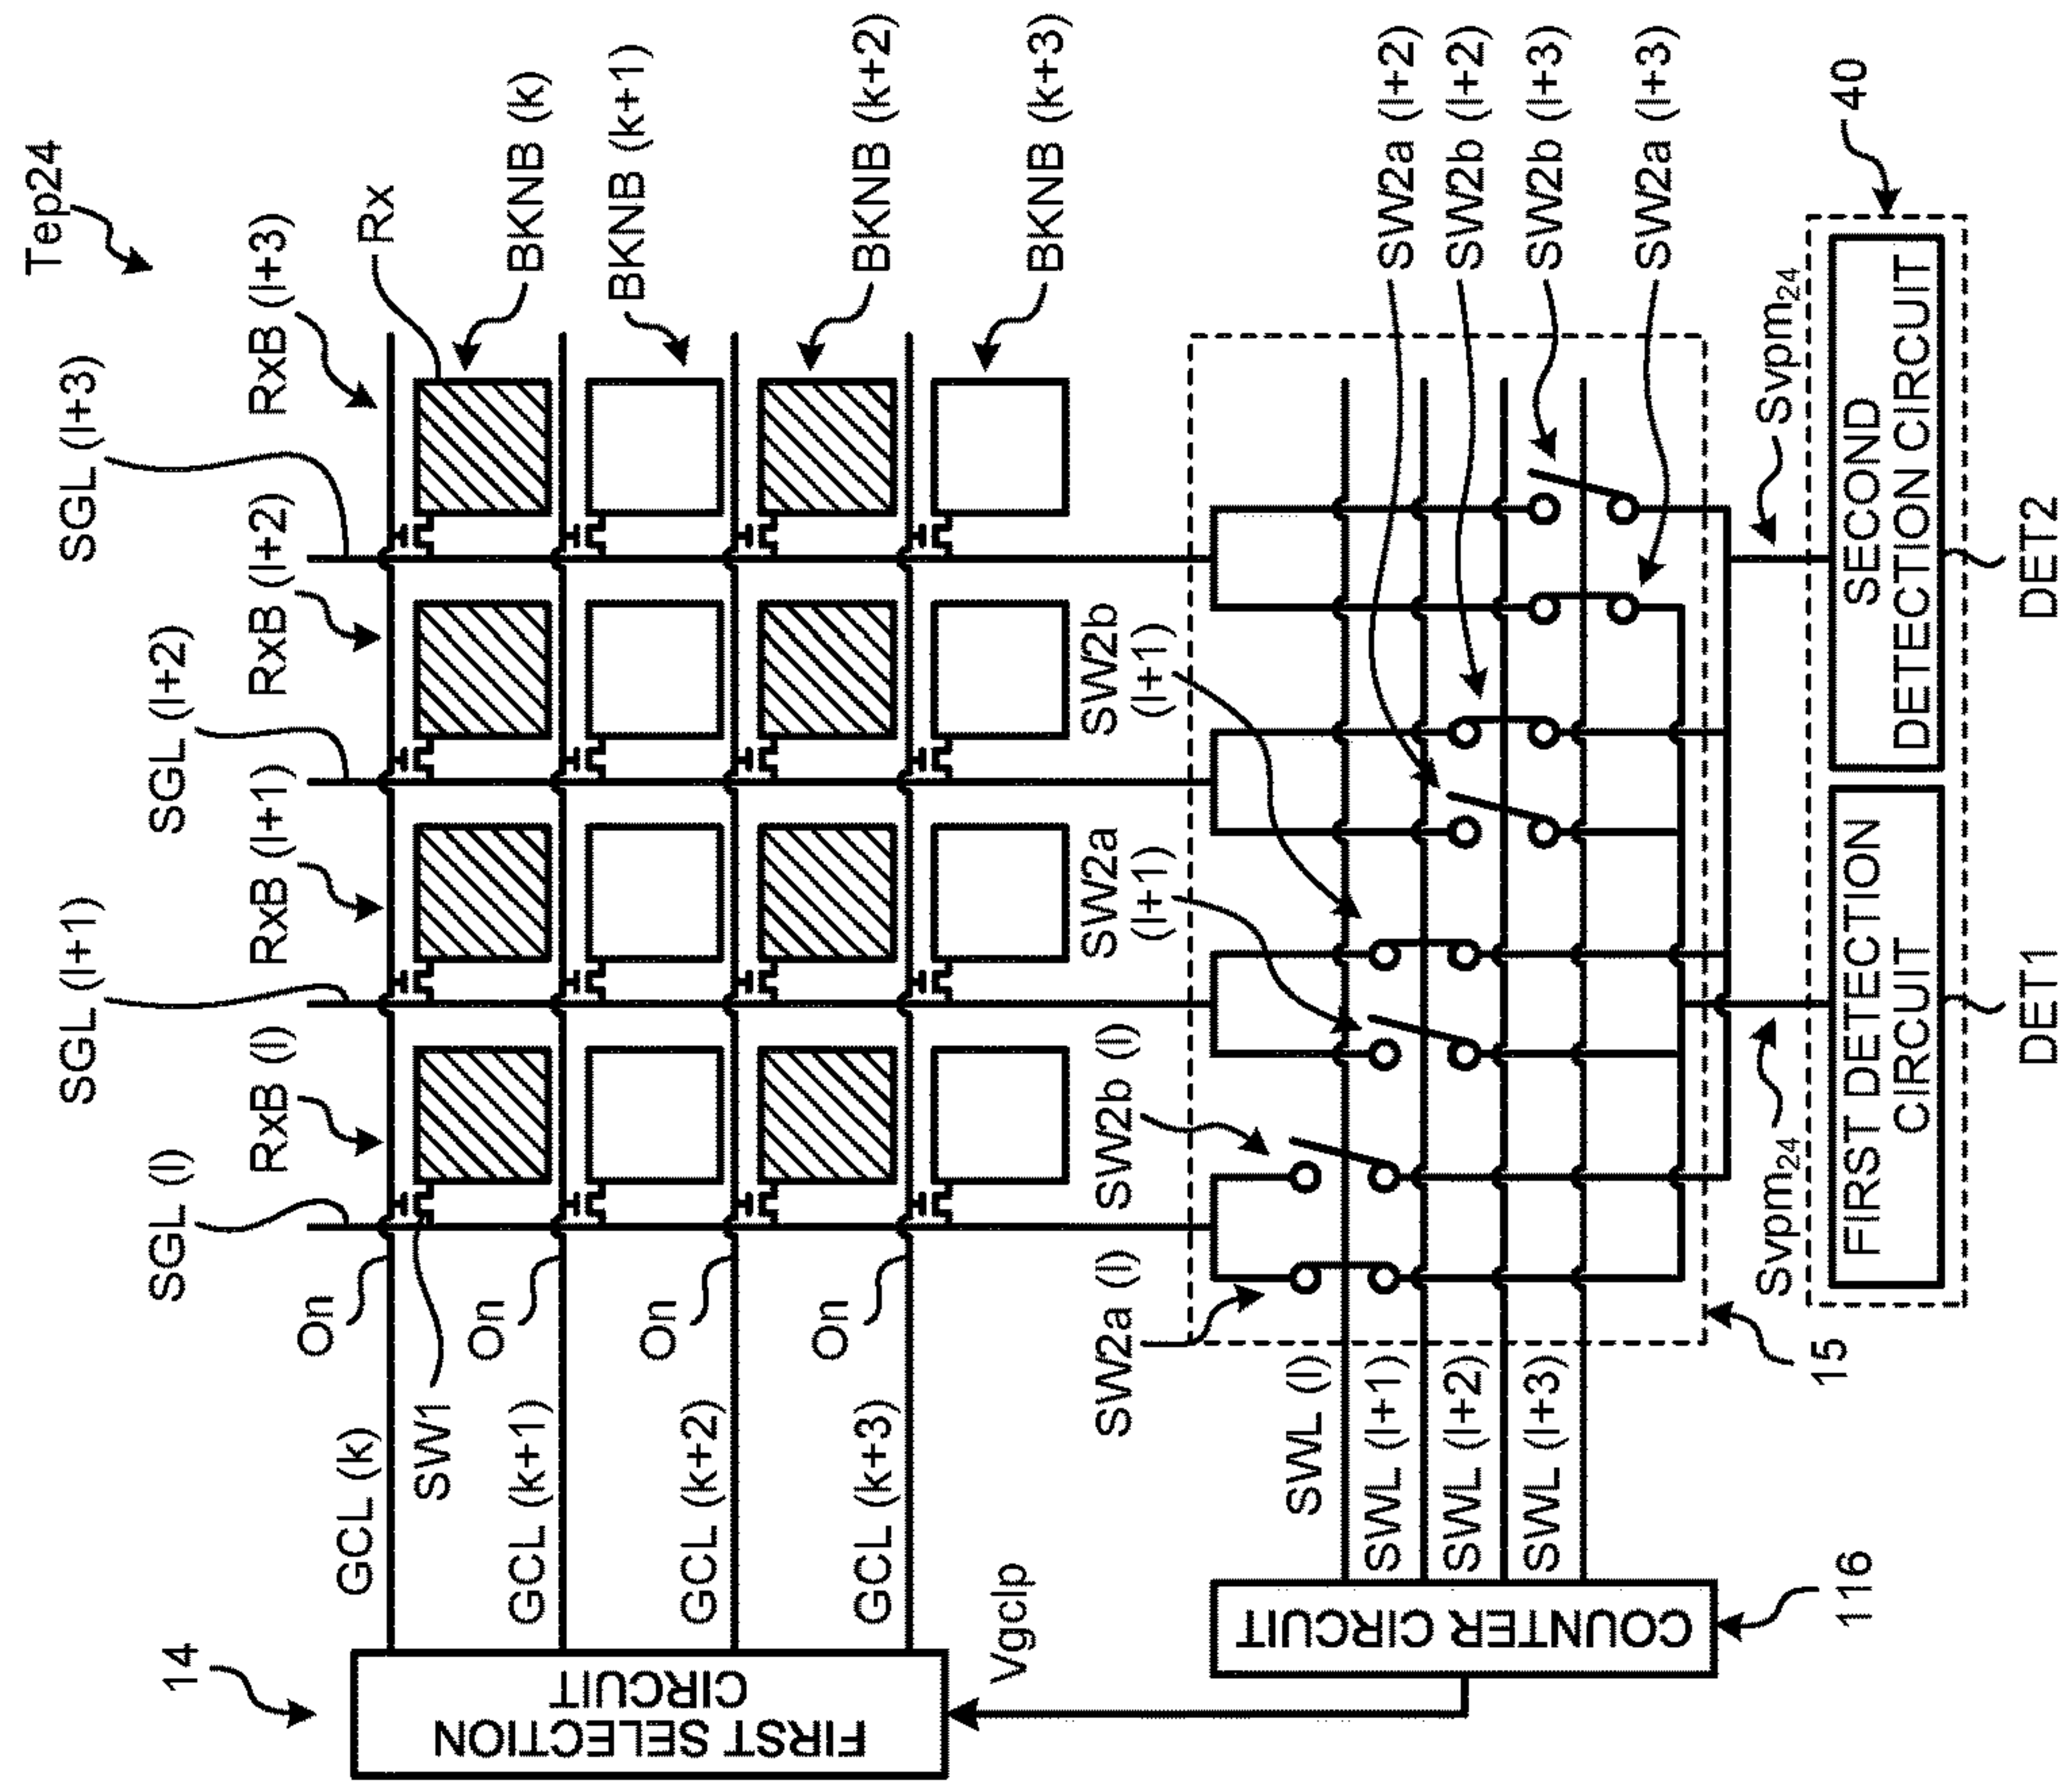 Tep24
SGL (l+3)
RxB (l+3)
Rx
BKNB (k)
BKNB (k+1)
BKNB (k+2)
BKNB (k+3)
SGL (l+2)
RxB (l+2)
SGL (l+1)
RxB (l+1)
SGL (l)
RxB (l)
On
On
On
On
GCL (k)
SW1
GCL (k+1)
GCL (k+2)
GCL (k+3)
14
FIRST SELECTION
CIRCUIT
Vgclp
SW2b
(l+1)
SW2a
(l+1)
SW2b (l)
SW2a (l)
SW2a (l+2)
SW2b (l+2)
SW2b (l+3)
SW2a (l+3)
SWL (l)
SWL (l+1)
SWL (l+2)
SWL (l+3)
COUNTER CIRCUIT
116
15
40
Svpm24
Svpm24
SECOND
DETECTION CIRCUIT
FIRST DETECTION
CIRCUIT
DET2
DET1